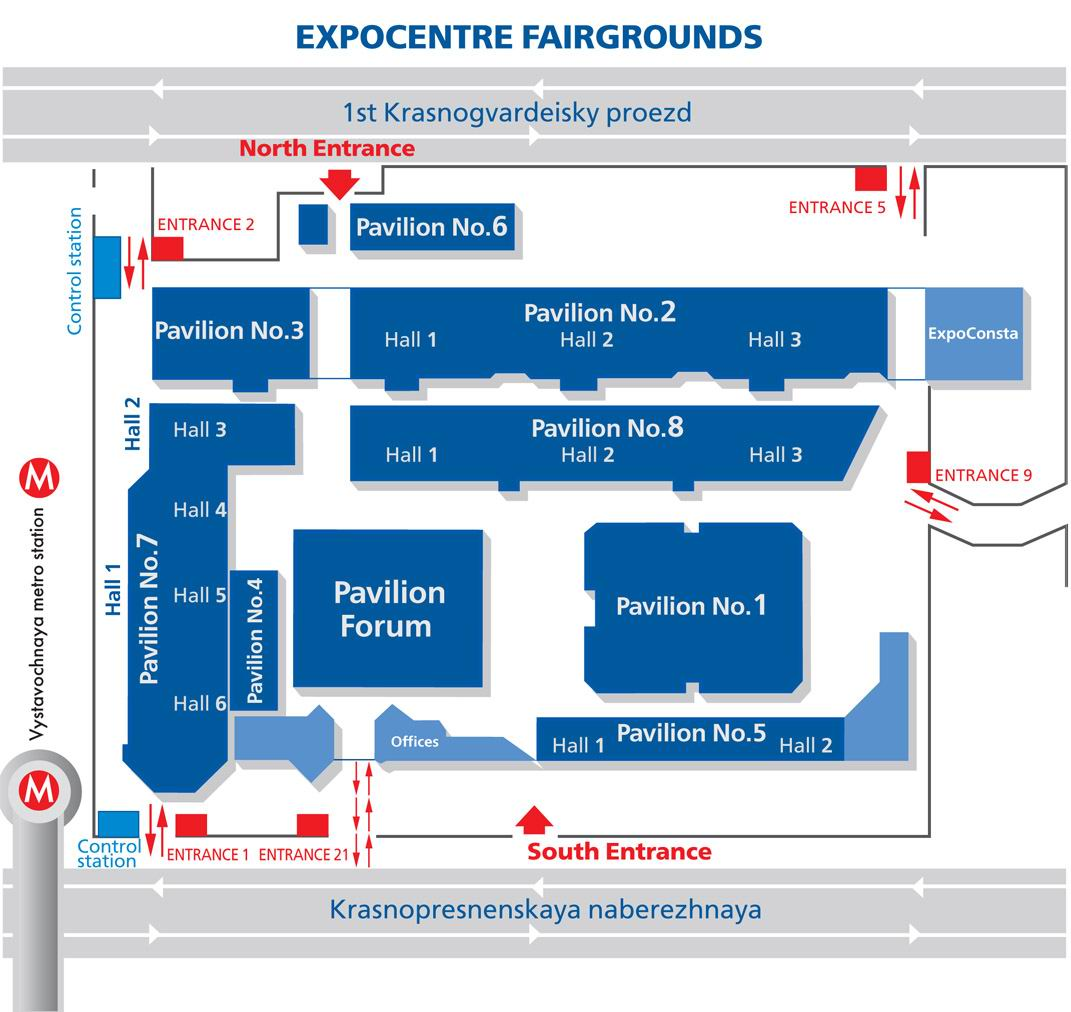 EXPOCENTRE FAIRGROUNDS
1st Krasnogvardeisky proezd
North Entrance
ENTRANCE 5
ENTRANCE 2
Pavilion No.6
Control station
Pavilion No.3
Pavilion No.2
Hall 1
Hall 2
Hall 3
ExpoConsta
Hall 2
Hall 3
Pavilion No.8
Hall 1
Hall 2
Hall 3
M
ENTRANCE 9
Hall 4
Vystavochnaya metro station
Hall 1
Pavilion No.7
Hall 5
Pavilion No.4
Pavilion
Forum
Pavilion No.1
Hall 6
Offices
Hall 1
Pavilion No.5
Hall 2
M
Control
station
ENTRANCE 1
ENTRANCE 21
South Entrance
Krasnopresnenskaya naberezhnaya